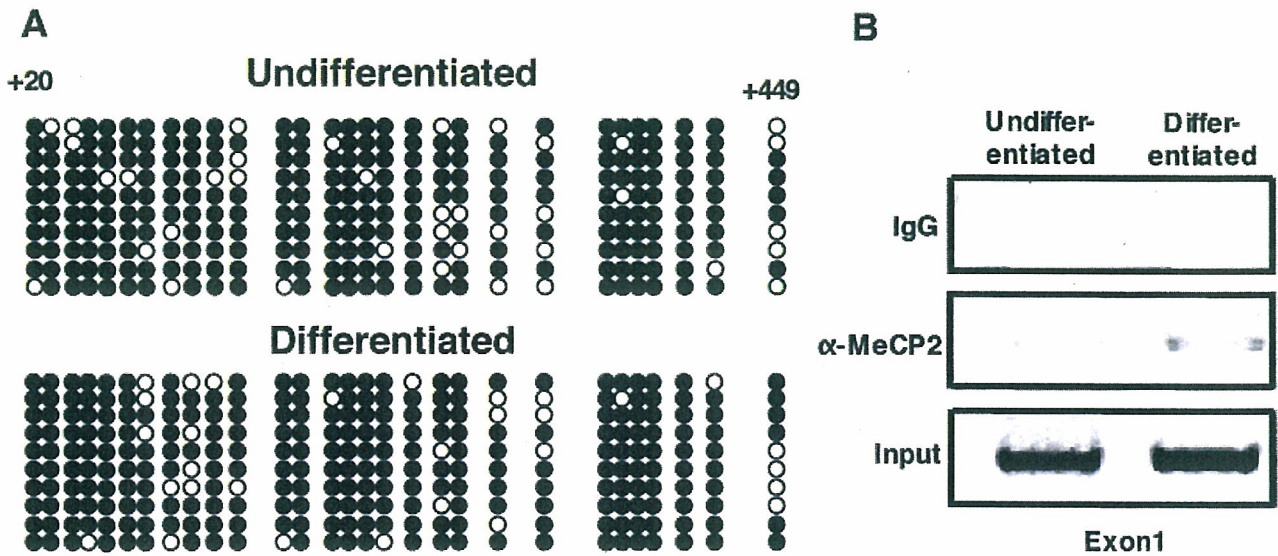 A
Undifferentiated
+20
+449
Differentiated
B
Undiffer-
entiated
Differ-
entiated
IgG
α-MeCP2
Input
Exon1